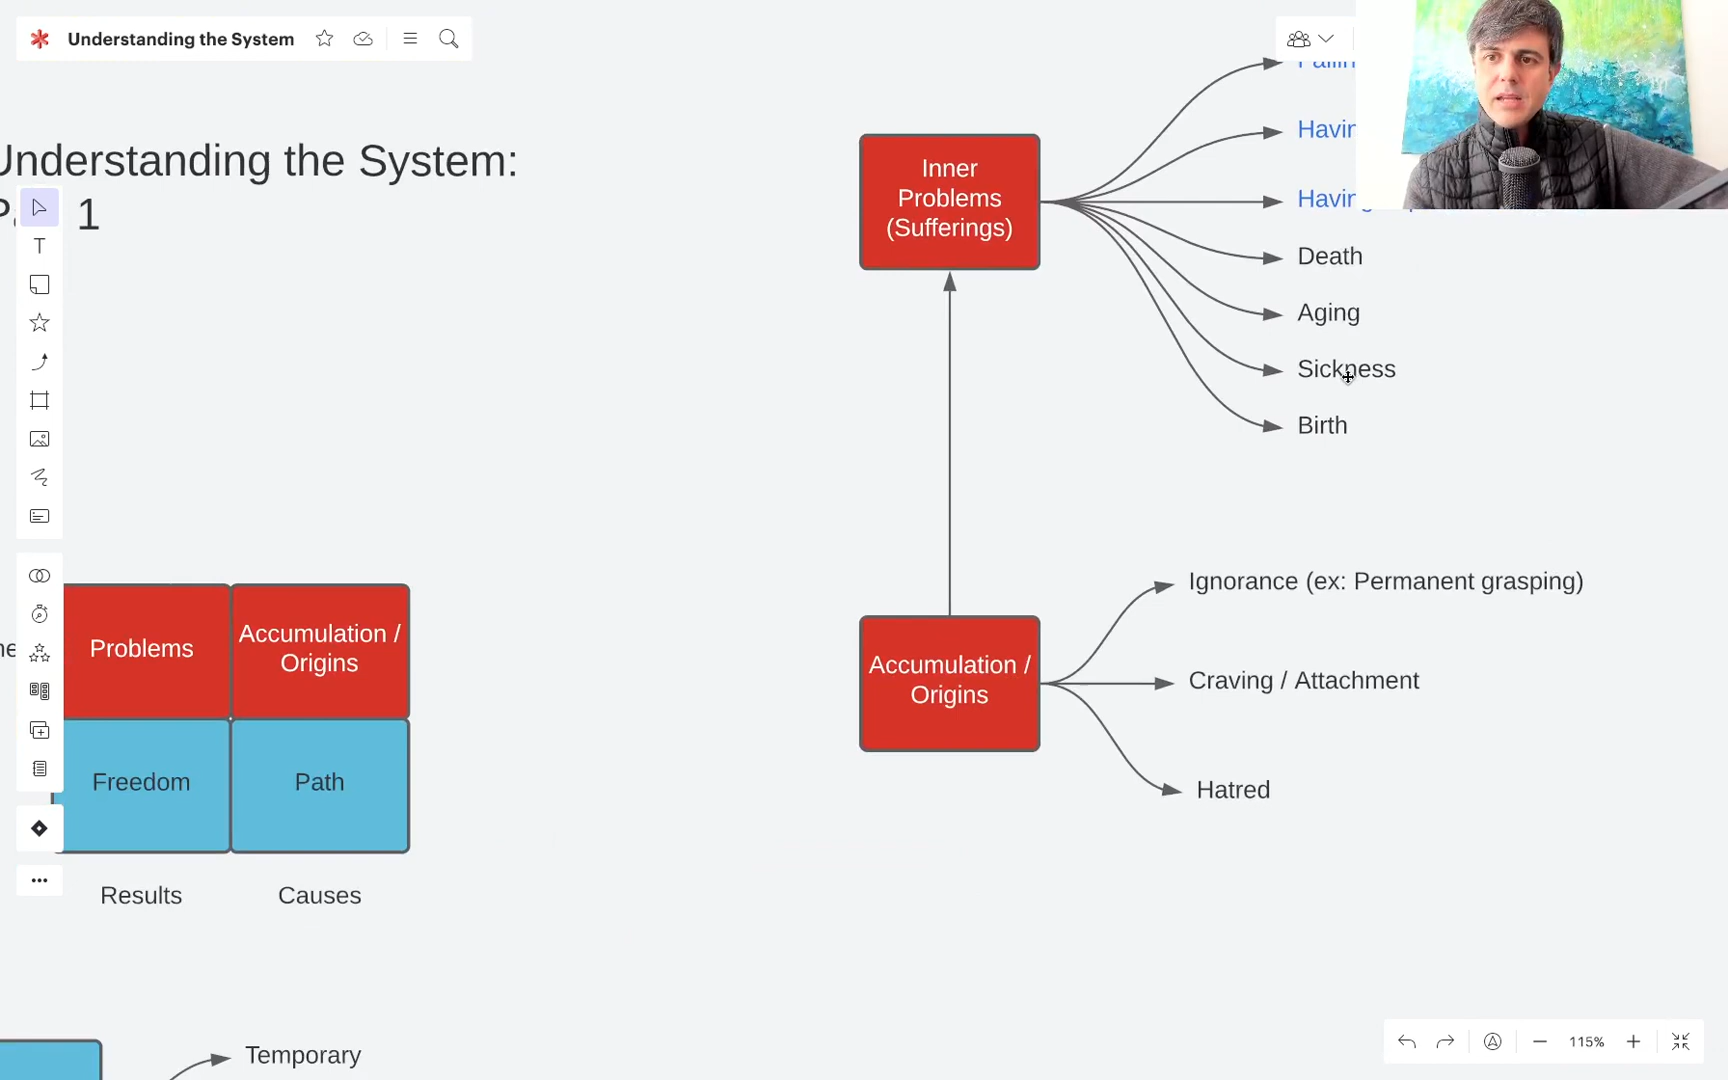 Understanding the System
Understanding the System:
1
Inner
Problems
(Sufferings)
Death
Aging
Sickness
Birth
Accumulation /
Origins
Ignorance (ex: Permanent grasping)
Craving / Attachment
Hatred
Problems
Accumulation /
Origins
Freedom
Path
Results
Causes
Temporary
T
115%